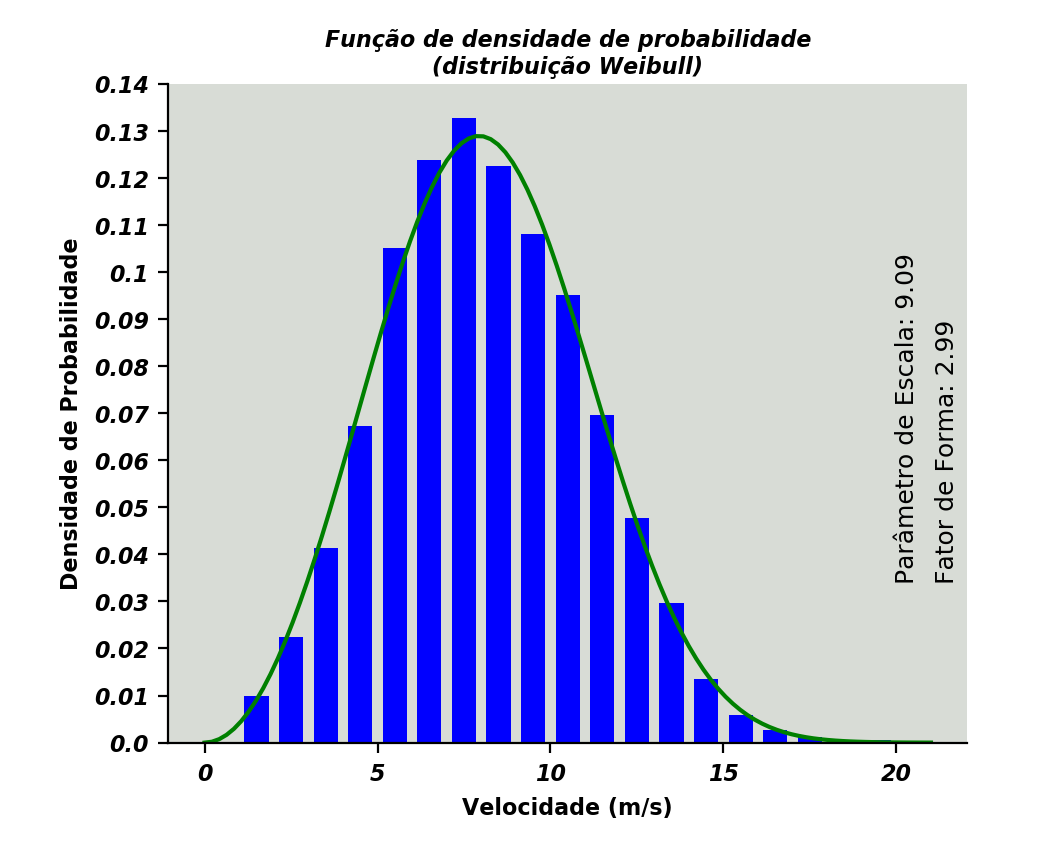 Função de densidade de probabilidade
(distribuição Weibull)
Densidade de Probabilidade
0.14
0.13
0.12
0.11
0.1
0.09
0.08
0.07
0.06
0.05
0.04
0.03
0.02
0.01
0.0
Parâmetro de Escala: 9.09
Fator de Forma: 2.99
0 5 10 15 20
Velocidade (m/s)